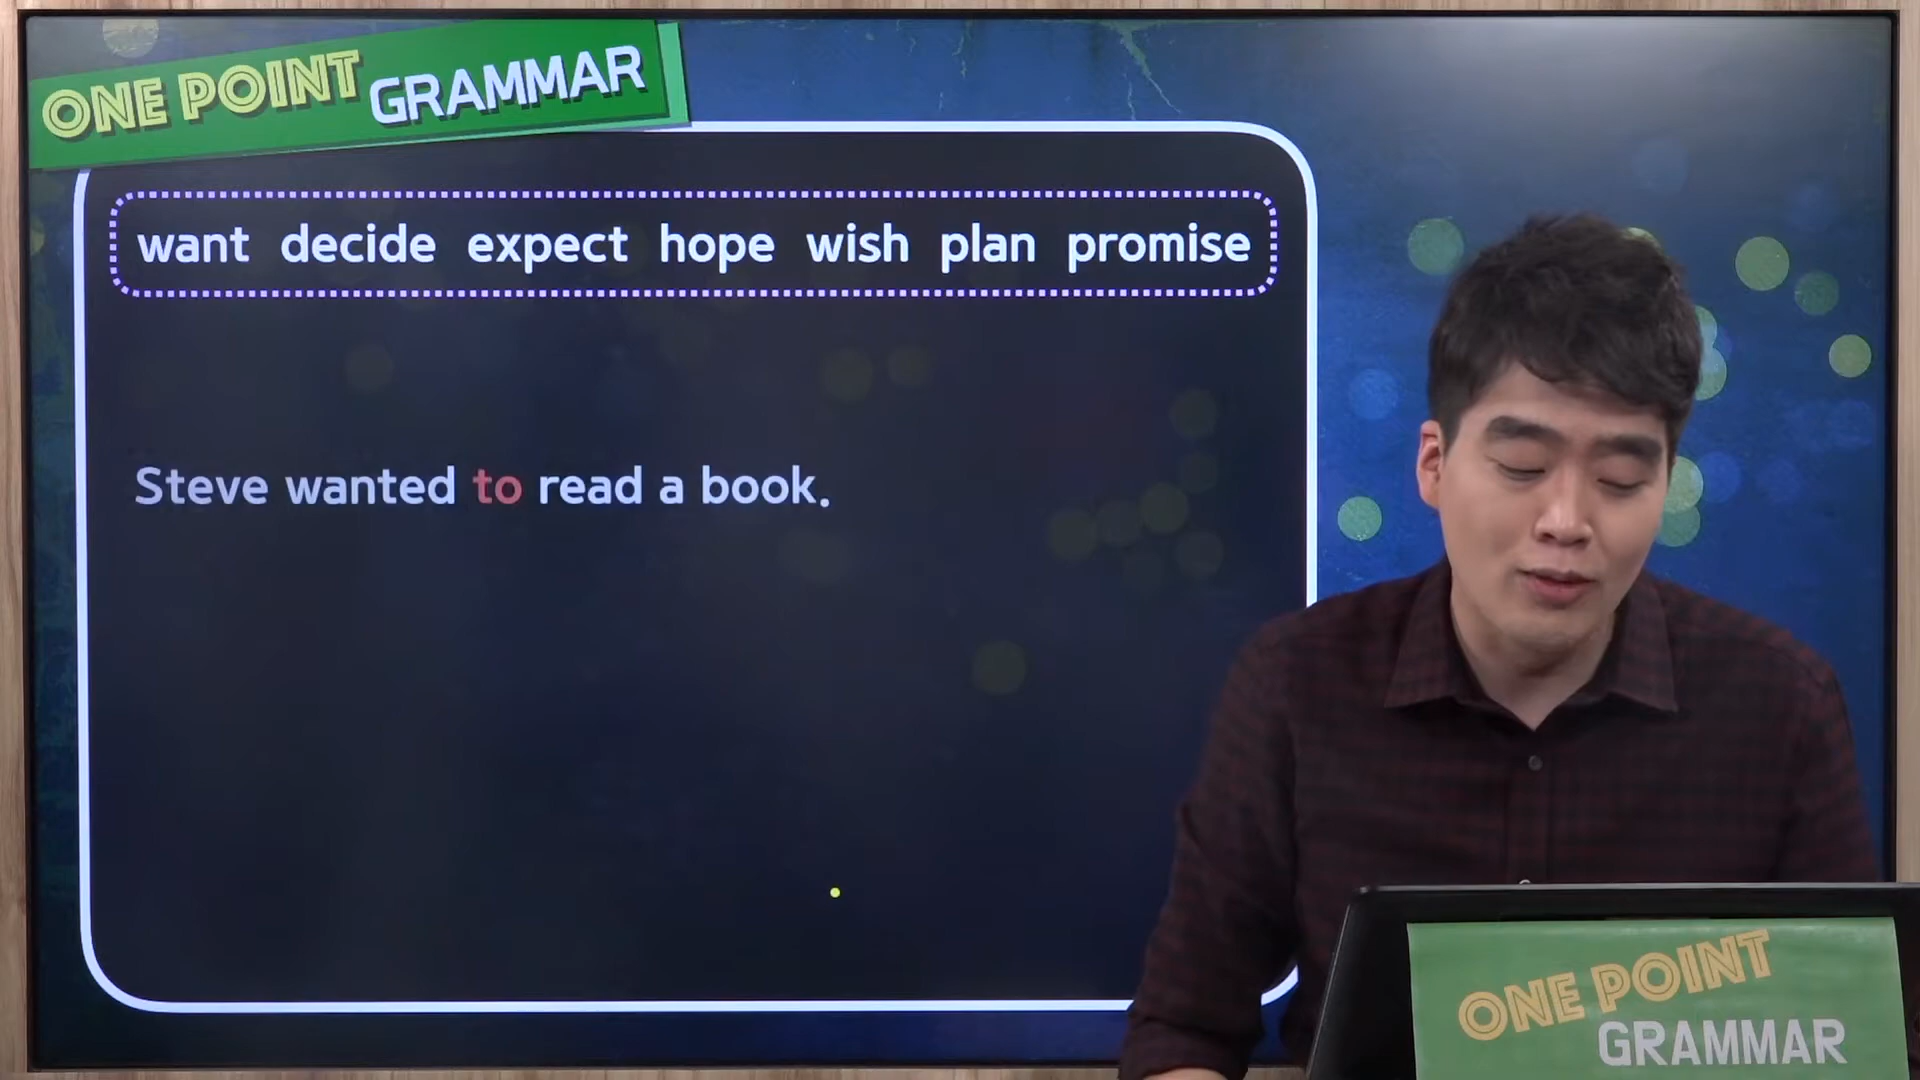 ONE POINT GRAMMAR
want decide expect hope wish plan promise
Steve wanted to read a book.
ONE POINT
GRAMMAR